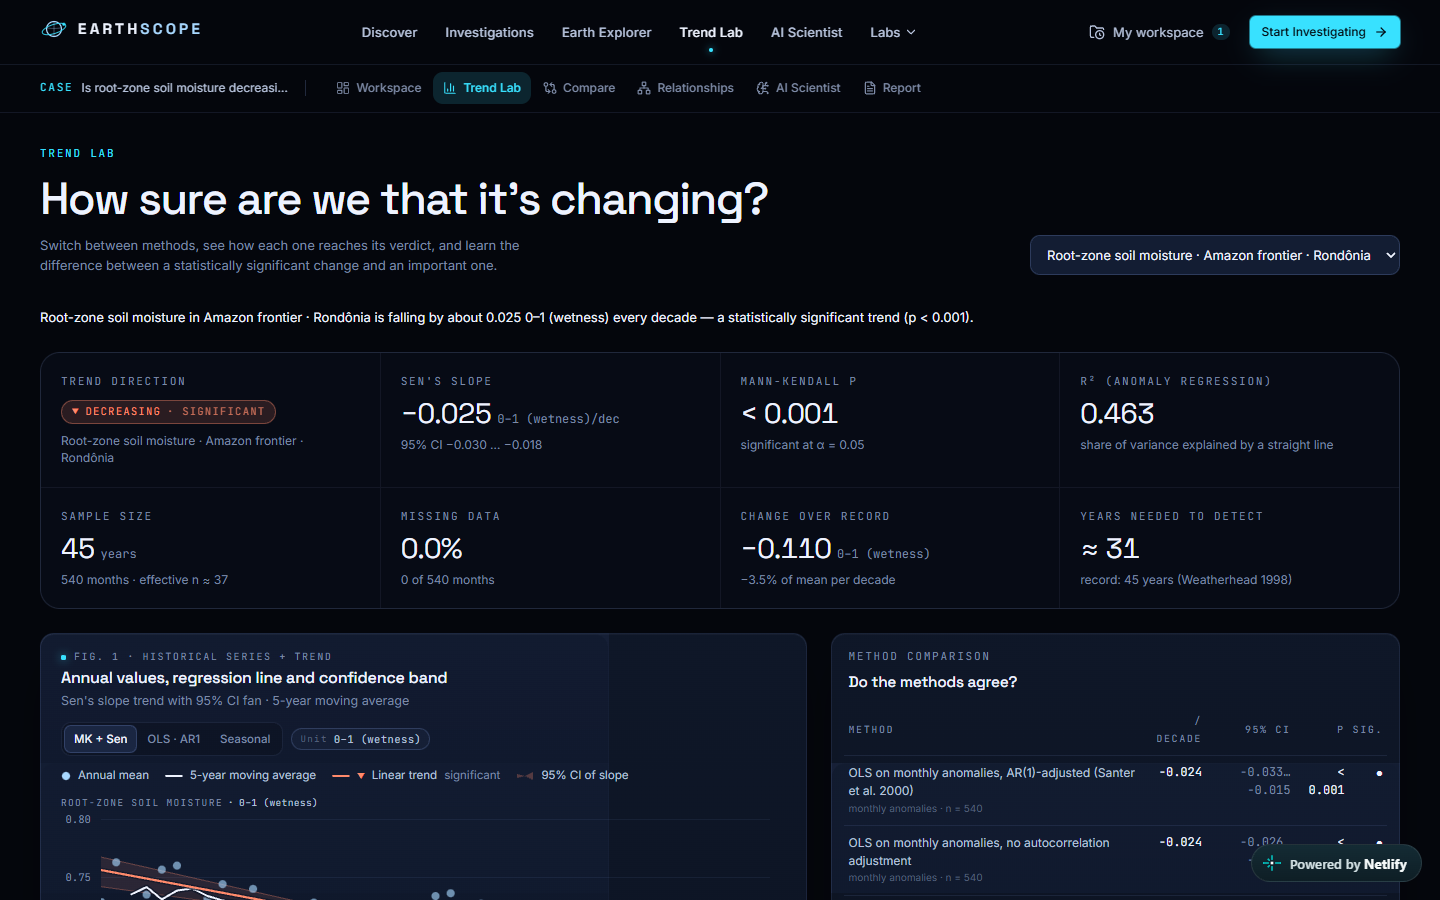 EARTHSCOPE
Discover
Investigations
Earth Explorer
Trend Lab
AI Scientist
Labs
My workspace 1
Start Investigating
CASE Is root-zone soil moisture decreasi...
Workspace
Trend Lab
Compare
Relationships
AI Scientist
Report
TREND LAB
How sure are we that it's changing?
Switch between methods, see how each one reaches its verdict, and learn the
difference between a statistically significant change and an important one.
Root-zone soil moisture · Amazon frontier · Rondônia
Root-zone soil moisture in Amazon frontier · Rondônia is falling by about 0.025 0–1 (wetness) every decade — a statistically significant trend (p < 0.001).
TREND DIRECTION
▼ DECREASING · SIGNIFICANT
Root-zone soil moisture · Amazon frontier ·
Rondônia
SEN'S SLOPE
−0.025 0–1 (wetness)/dec
95% CI −0.030 … −0.018
MANN-KENDALL P
< 0.001
significant at α = 0.05
R² (ANOMALY REGRESSION)
0.463
share of variance explained by a straight line
SAMPLE SIZE
45 years
540 months · effective n ≈ 37
MISSING DATA
0.0%
0 of 540 months
CHANGE OVER RECORD
−0.110 0–1 (wetness)
−3.5% of mean per decade
YEARS NEEDED TO DETECT
≈ 31
record: 45 years (Weatherhead 1998)
FIG. 1 · HISTORICAL SERIES + TREND
Annual values, regression line and confidence band
Sen's slope trend with 95% CI fan · 5-year moving average
MK + Sen
OLS · AR1
Seasonal
Unit 0–1 (wetness)
Annual mean
5-year moving average
▼ Linear trend significant
95% CI of slope
ROOT-ZONE SOIL MOISTURE · 0–1 (wetness)
0.80
0.75
METHOD COMPARISON
Do the methods agree?
METHOD
/
DECADE
95% CI
P
SIG.
OLS on monthly anomalies, AR(1)-adjusted (Santer
et al. 2000)
monthly anomalies · n = 540
−0.024
−0.033…
−0.015
<
0.001
●
OLS on monthly anomalies, no autocorrelation
adjustment
monthly anomalies · n = 540
−0.024
−0.026
<
Powered by Netlify